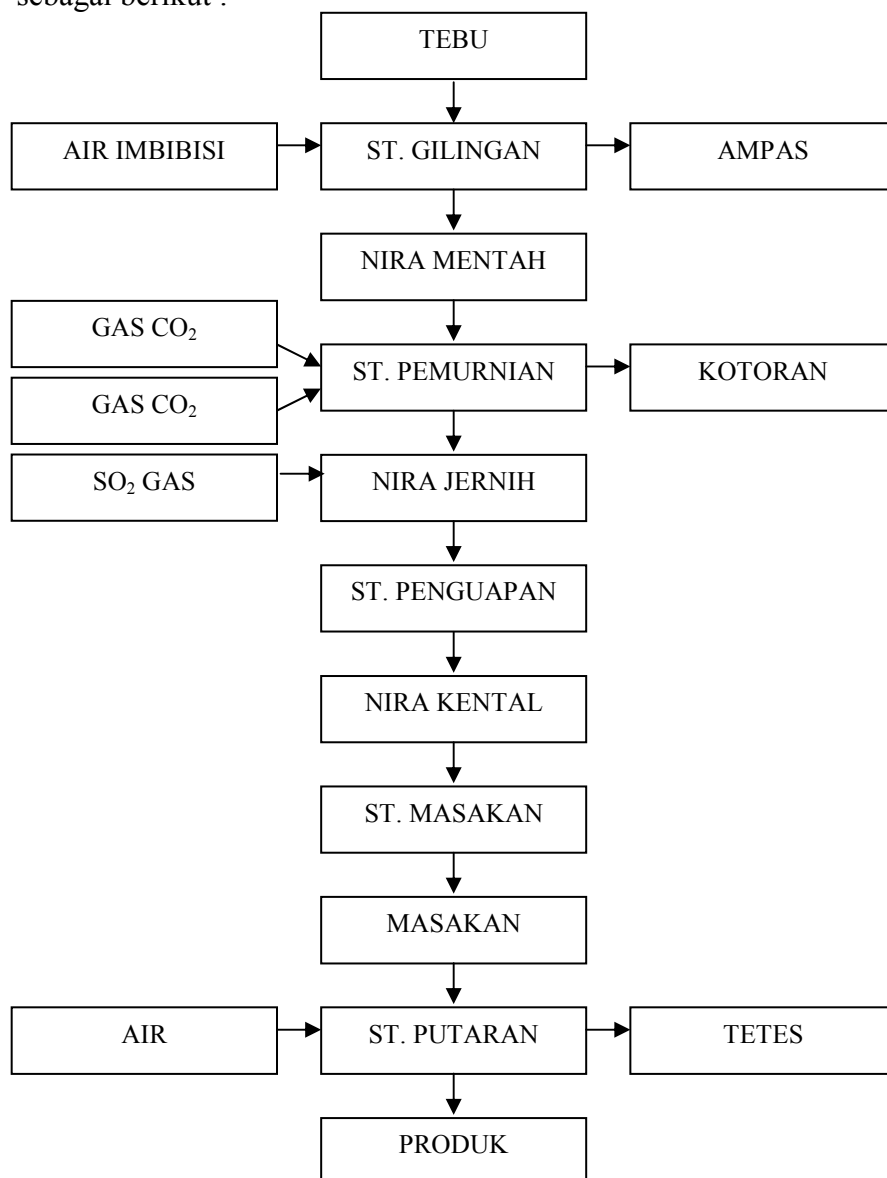 sebagai berikut :
TEBU
AIR IMBIBISI
ST. GILINGAN
AMPAS
NIRA MENTAH
GAS CO₂
ST. PEMURNIAN
KOTORAN
GAS CO₂
SO₂ GAS
NIRA JERNIH
ST. PENGUAPAN
NIRA KENTAL
ST. MASAKAN
MASAKAN
AIR
ST. PUTARAN
TETES
PRODUK